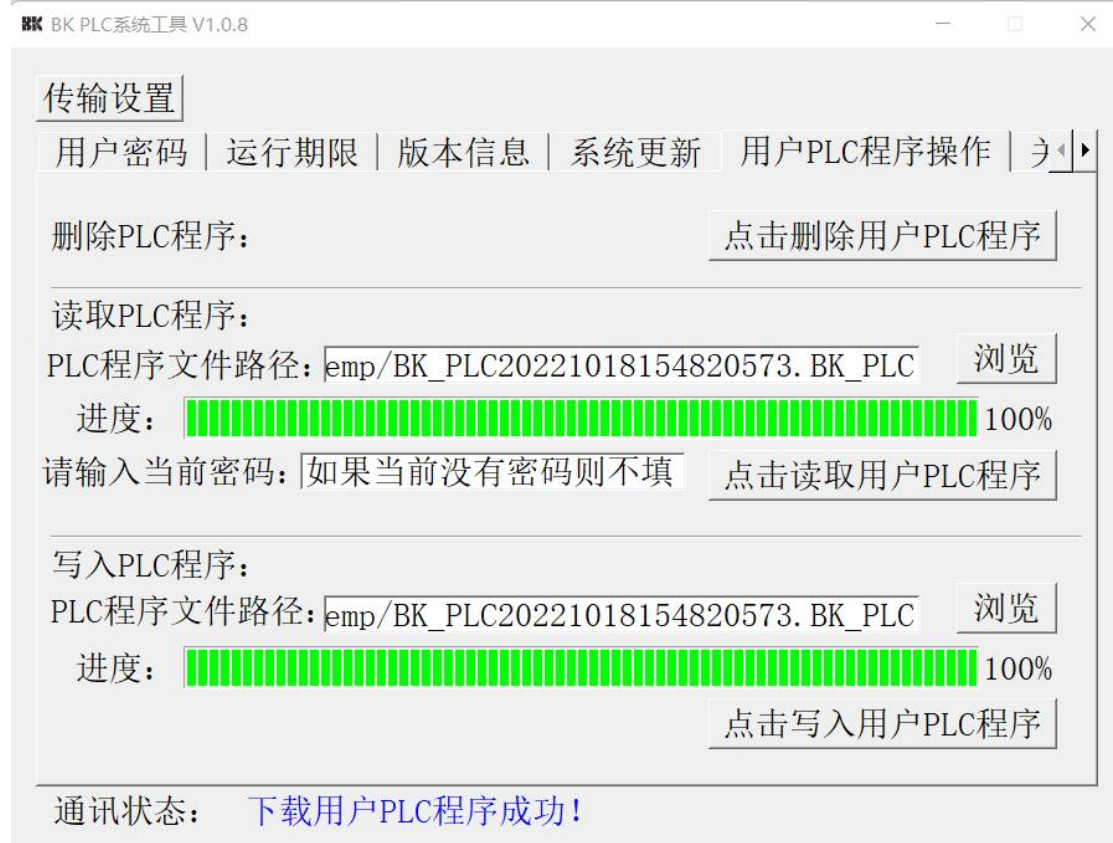 BK BK PLC系统工具 V1.0.8
传输设置
用户密码 运行期限 版本信息 系统更新 用户PLC程序操作
删除PLC程序： 点击删除用户PLC程序
读取PLC程序：
PLC程序文件路径： emp/BK_PLC20221018154820573.BK_PLC 浏览
进度： 100%
请输入当前密码： 如果当前没有密码则不填 点击读取用户PLC程序
写入PLC程序：
PLC程序文件路径： emp/BK_PLC20221018154820573.BK_PLC 浏览
进度： 100%
点击写入用户PLC程序
通讯状态： 下载用户PLC程序成功！